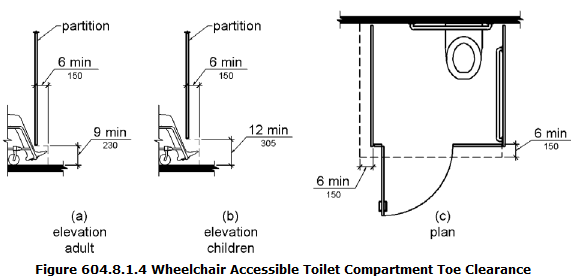 partition
6 min
150
9 min
230
(a)
elevation
adult
partition
6 min
150
12 min
305
(b)
elevation
children
6 min
150
6 min
150
(c)
plan
Figure 604.8.1.4 Wheelchair Accessible Toilet Compartment Toe Clearance